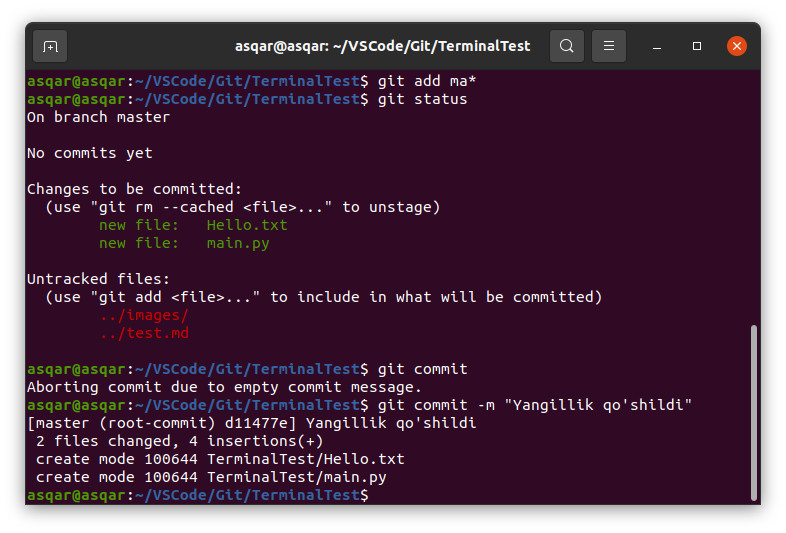 asqar@asqar: ~/VSCode/Git/TerminalTest
asqar@asqar:~/VSCode/Git/TerminalTest$ git add ma*
asqar@asqar:~/VSCode/Git/TerminalTest$ git status
On branch master
No commits yet
Changes to be committed:
  (use "git rm --cached <file>..." to unstage)
        new file:   Hello.txt
        new file:   main.py
Untracked files:
  (use "git add <file>..." to include in what will be committed)
        ../images/
        ../test.md
asqar@asqar:~/VSCode/Git/TerminalTest$ git commit
Aborting commit due to empty commit message.
asqar@asqar:~/VSCode/Git/TerminalTest$ git commit -m "Yangillik qo'shildi"
[master (root-commit) d11477e] Yangillik qo'shildi
 2 files changed, 4 insertions(+)
 create mode 100644 TerminalTest/Hello.txt
 create mode 100644 TerminalTest/main.py
asqar@asqar:~/VSCode/Git/TerminalTest$